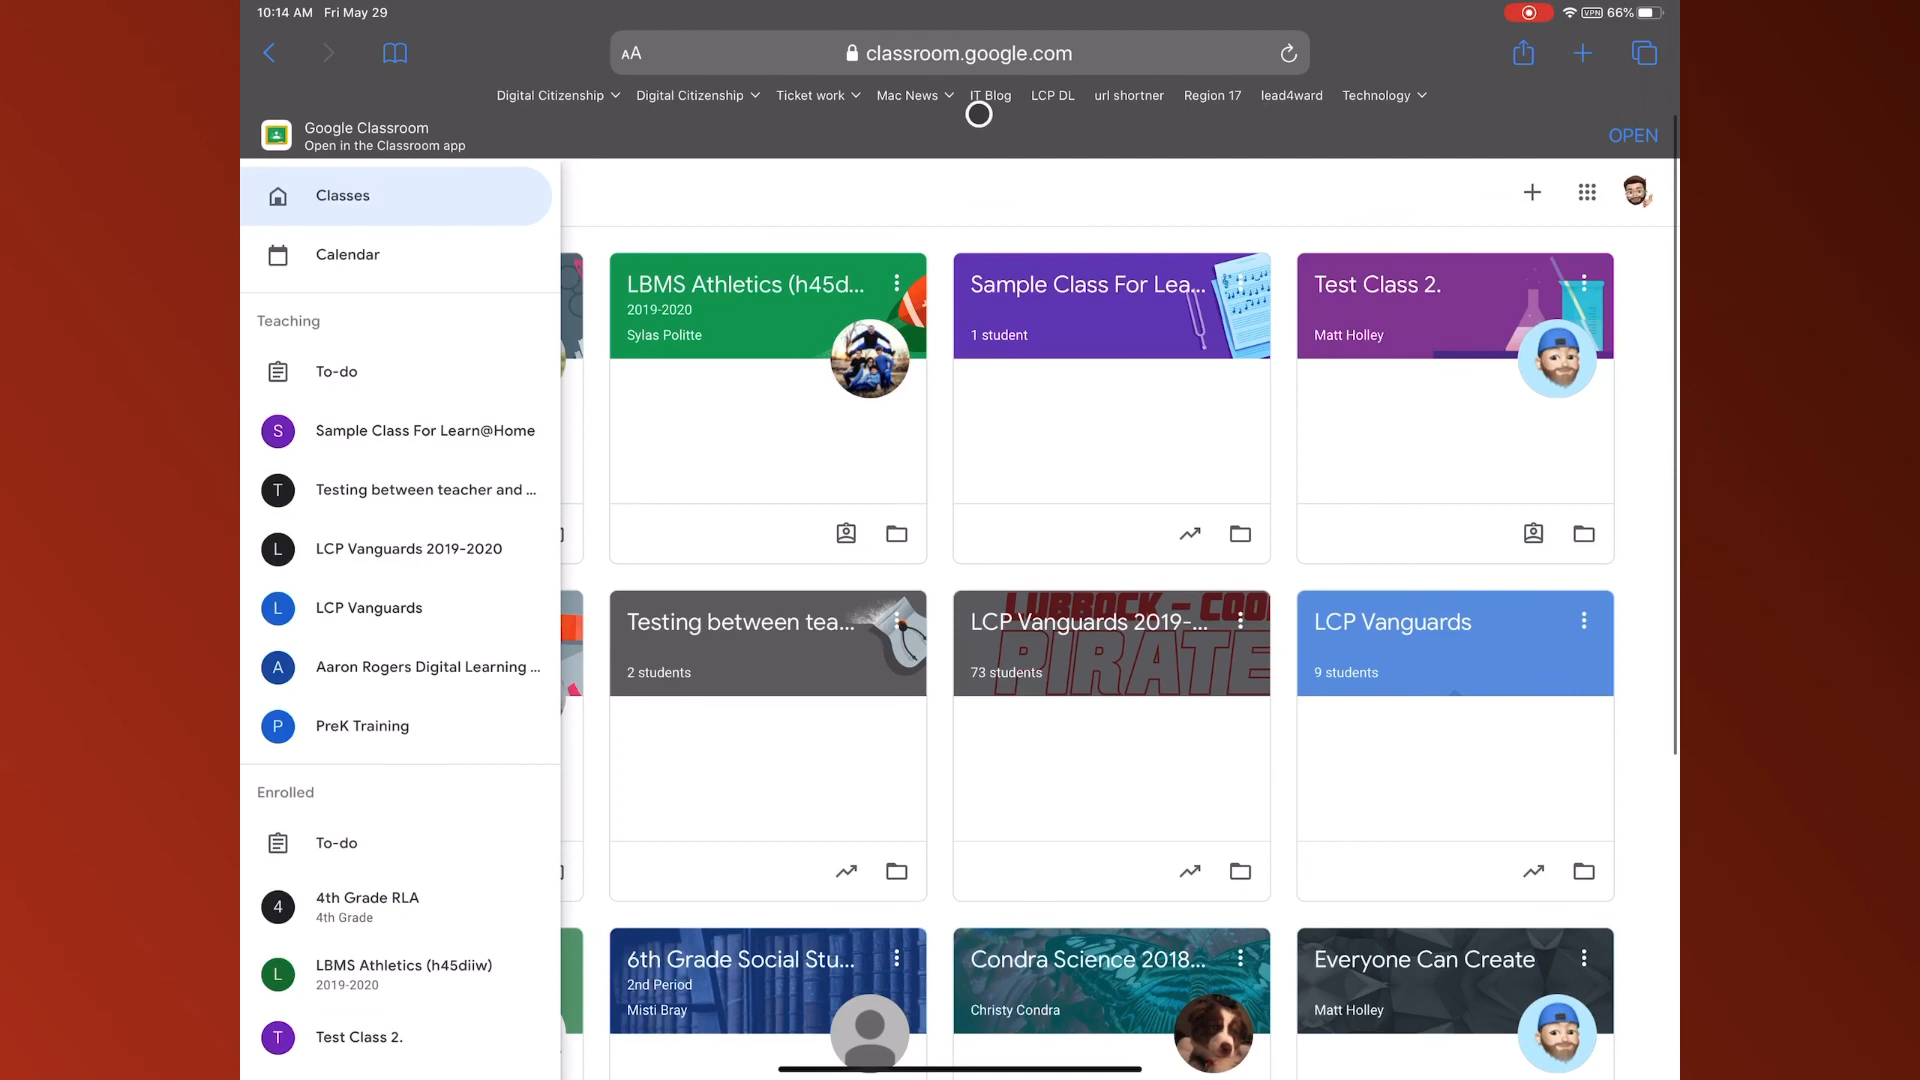 10:14 AM Fri May 29
VPN 66%
AA
classroom.google.com
Digital Citizenship
Digital Citizenship
Ticket work
Mac News
IT Blog
LCP DL
url shortner
Region 17
lead4ward
Technology
Google Classroom
Open in the Classroom app
OPEN
Classes
Calendar
Teaching
To-do
S Sample Class For Learn@Home
T Testing between teacher and ...
L LCP Vanguards 2019-2020
L LCP Vanguards
A Aaron Rogers Digital Learning ...
P PreK Training
Enrolled
To-do
4 4th Grade RLA
4th Grade
L LBMS Athletics (h45diiw)
2019-2020
T Test Class 2.
LBMS Athletics (h45d...
2019-2020
Sylas Politte
Sample Class For Lea...
1 student
Test Class 2.
Matt Holley
Testing between tea...
2 students
LUBBOCK - COO
PIRATE
LCP Vanguards 2019-...
73 students
LCP Vanguards
9 students
6th Grade Social Stu...
2nd Period
Misti Bray
Condra Science 2018...
Christy Condra
Everyone Can Create
Matt Holley